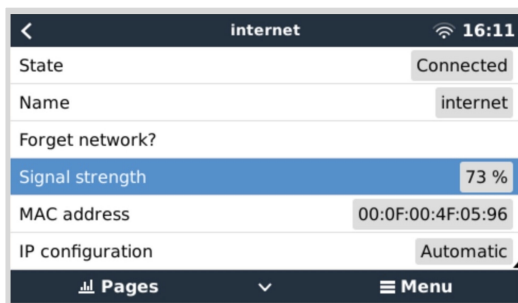 internet 16:11
State Connected
Name internet
Forget network?
Signal strength 73 %
MAC address 00:0F:00:4F:05:96
IP configuration Automatic
Pages Menu